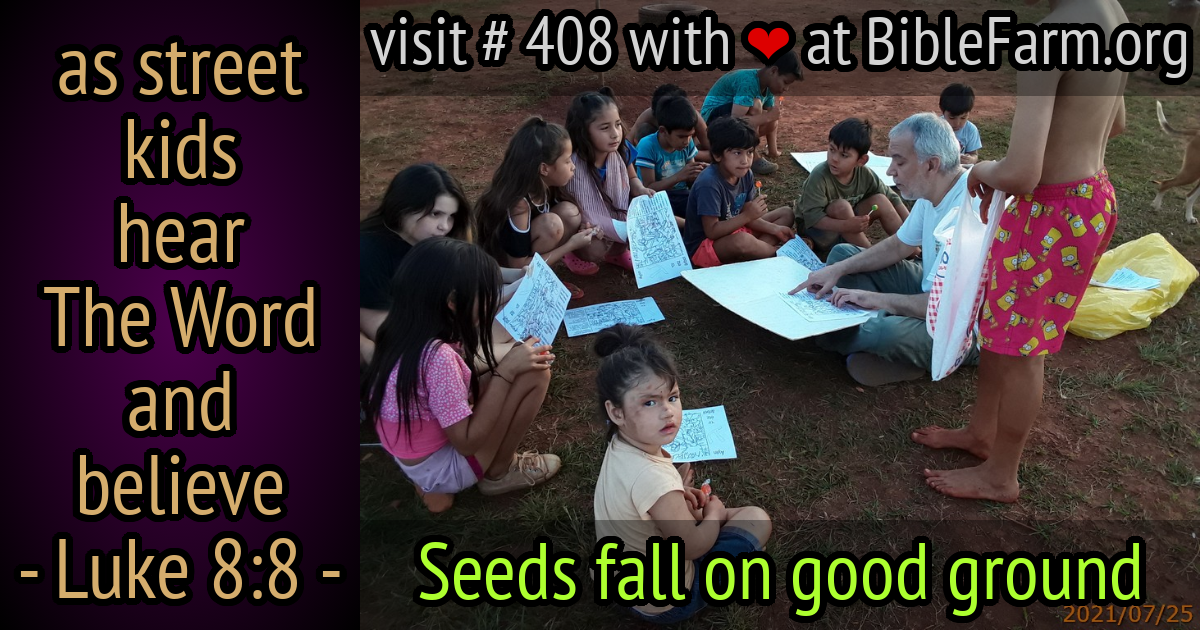 as street
kids
hear
The Word
and
believe
- Luke 8:8 -
visit # 408 with ❤ at BibleFarm.org
Seeds fall on good ground
2021/07/25